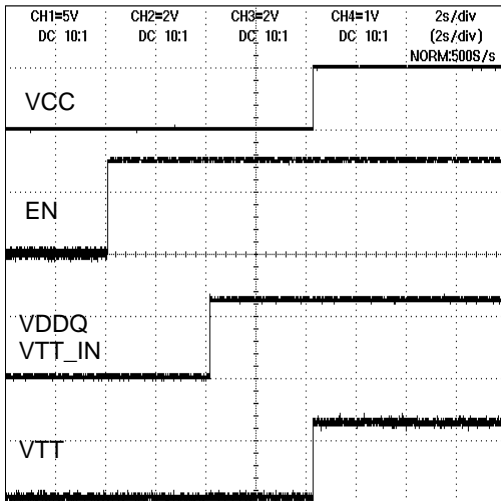 CH1=5V CH2=2V CH3=2V CH4=1V 2s/div
DC 10:1 DC 10:1 DC 10:1 DC 10:1 (2s/div)
NORM:500S/s
VCC
EN
VDDQ
VTT_IN
VTT